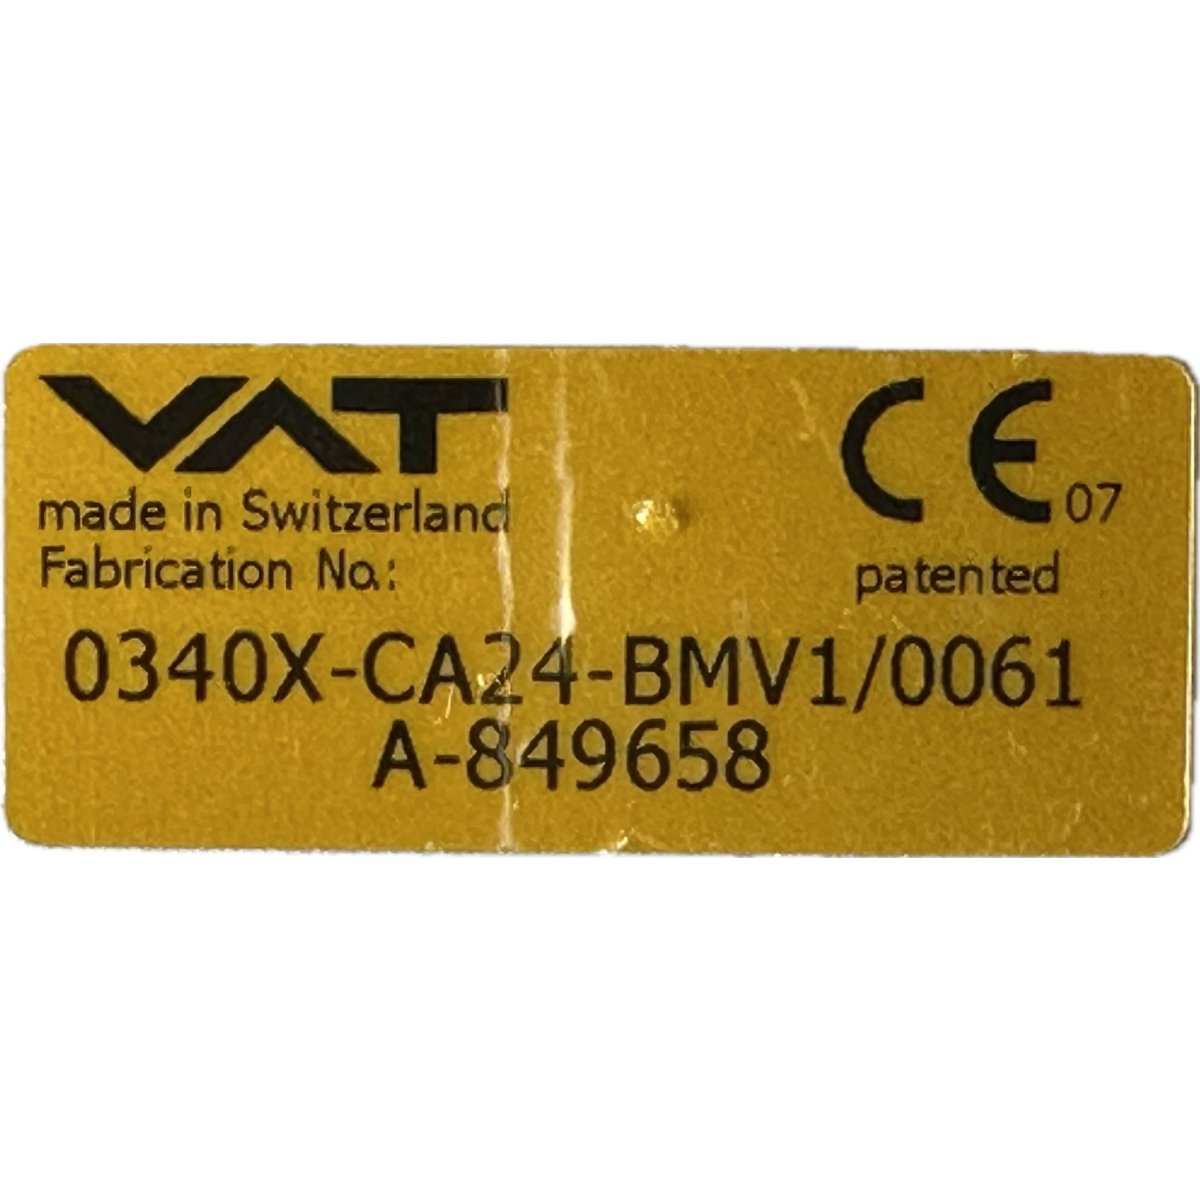 VAT
CE 07
made in Switzerland
Fabrication No.:
patented
0340X-CA24-BMV1/0061
A-849658